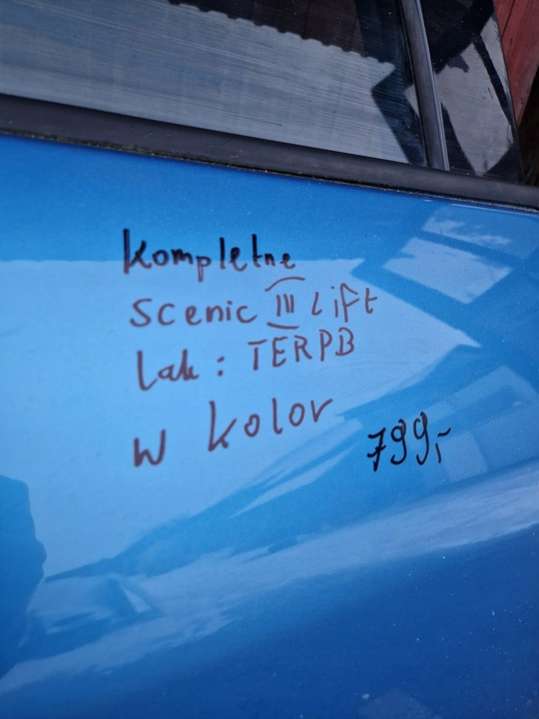 Kompletne
Scenic III Lift
Lak: TERPB
w kolor
799,-